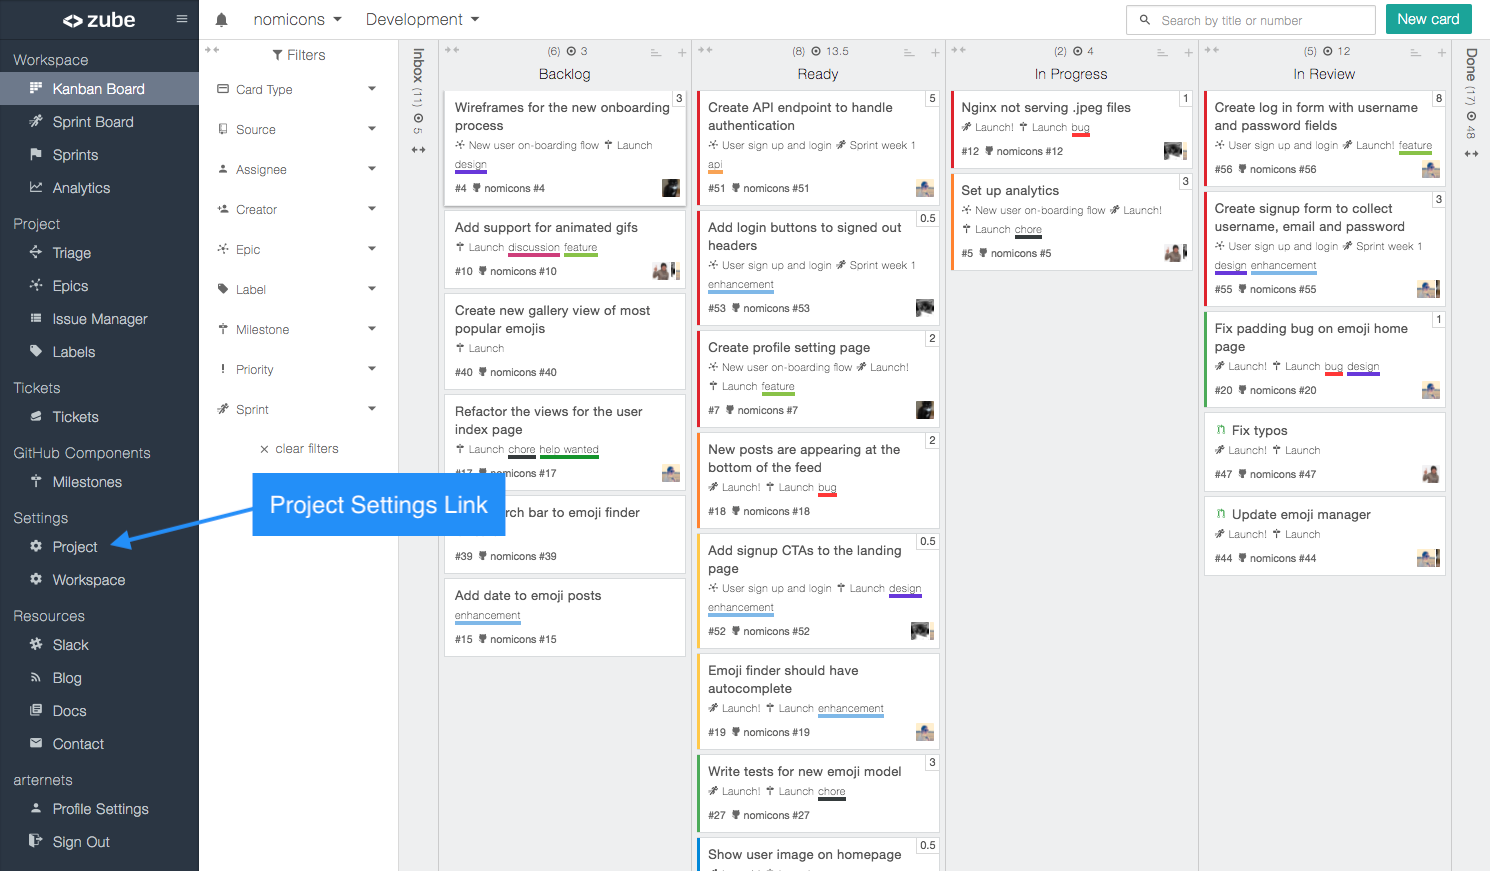 zube
nomicons
Development
Search by title or number
New card
Workspace
Kanban Board
Sprint Board
Sprints
Analytics
Project
Triage
Epics
Issue Manager
Labels
Tickets
Tickets
GitHub Components
Milestones
Settings
Project
Workspace
Resources
Slack
Blog
Docs
Contact
arternets
Profile Settings
Sign Out
Filters
Card Type
Source
Assignee
Creator
Epic
Label
Milestone
Priority
Sprint
clear filters
Project Settings Link
Inbox (11) 5
(6) 3
Backlog
Wireframes for the new onboarding
process
3
New user on-boarding flow Launch
design
#4 nomicons #4
Add support for animated gifs
Launch discussion feature
#10 nomicons #10
Create new gallery view of most
popular emojis
Launch
#40 nomicons #40
Refactor the views for the user
index page
Launch chore help wanted
#17 nomicons #17
rch bar to emoji finder
#39 nomicons #39
Add date to emoji posts
enhancement
#15 nomicons #15
(8) 13.5
Ready
Create API endpoint to handle
authentication
5
User sign up and login Sprint week 1
api
#51 nomicons #51
Add login buttons to signed out
headers
0.5
User sign up and login Sprint week 1
enhancement
#53 nomicons #53
Create profile setting page
2
New user on-boarding flow Launch!
Launch feature
#7 nomicons #7
New posts are appearing at the
bottom of the feed
2
Launch! Launch bug
#18 nomicons #18
Add signup CTAs to the landing
page
0.5
User sign up and login Launch design
enhancement
#52 nomicons #52
Emoji finder should have
autocomplete
Launch! Launch enhancement
#19 nomicons #19
Write tests for new emoji model
3
Launch! Launch chore
#27 nomicons #27
Show user image on homepage
0.5
(2) 4
In Progress
Nginx not serving .jpeg files
1
Launch! Launch bug
#12 nomicons #12
Set up analytics
3
New user on-boarding flow Launch!
Launch chore
#5 nomicons #5
(5) 12
In Review
Create log in form with username
and password fields
8
User sign up and login Launch! feature
#56 nomicons #56
Create signup form to collect
username, email and password
3
User sign up and login Sprint week 1
design enhancement
#55 nomicons #55
Fix padding bug on emoji home
page
1
Launch! Launch bug design
#20 nomicons #20
Fix typos
Launch! Launch
#47 nomicons #47
Update emoji manager
Launch! Launch
#44 nomicons #44
Done (17) 48